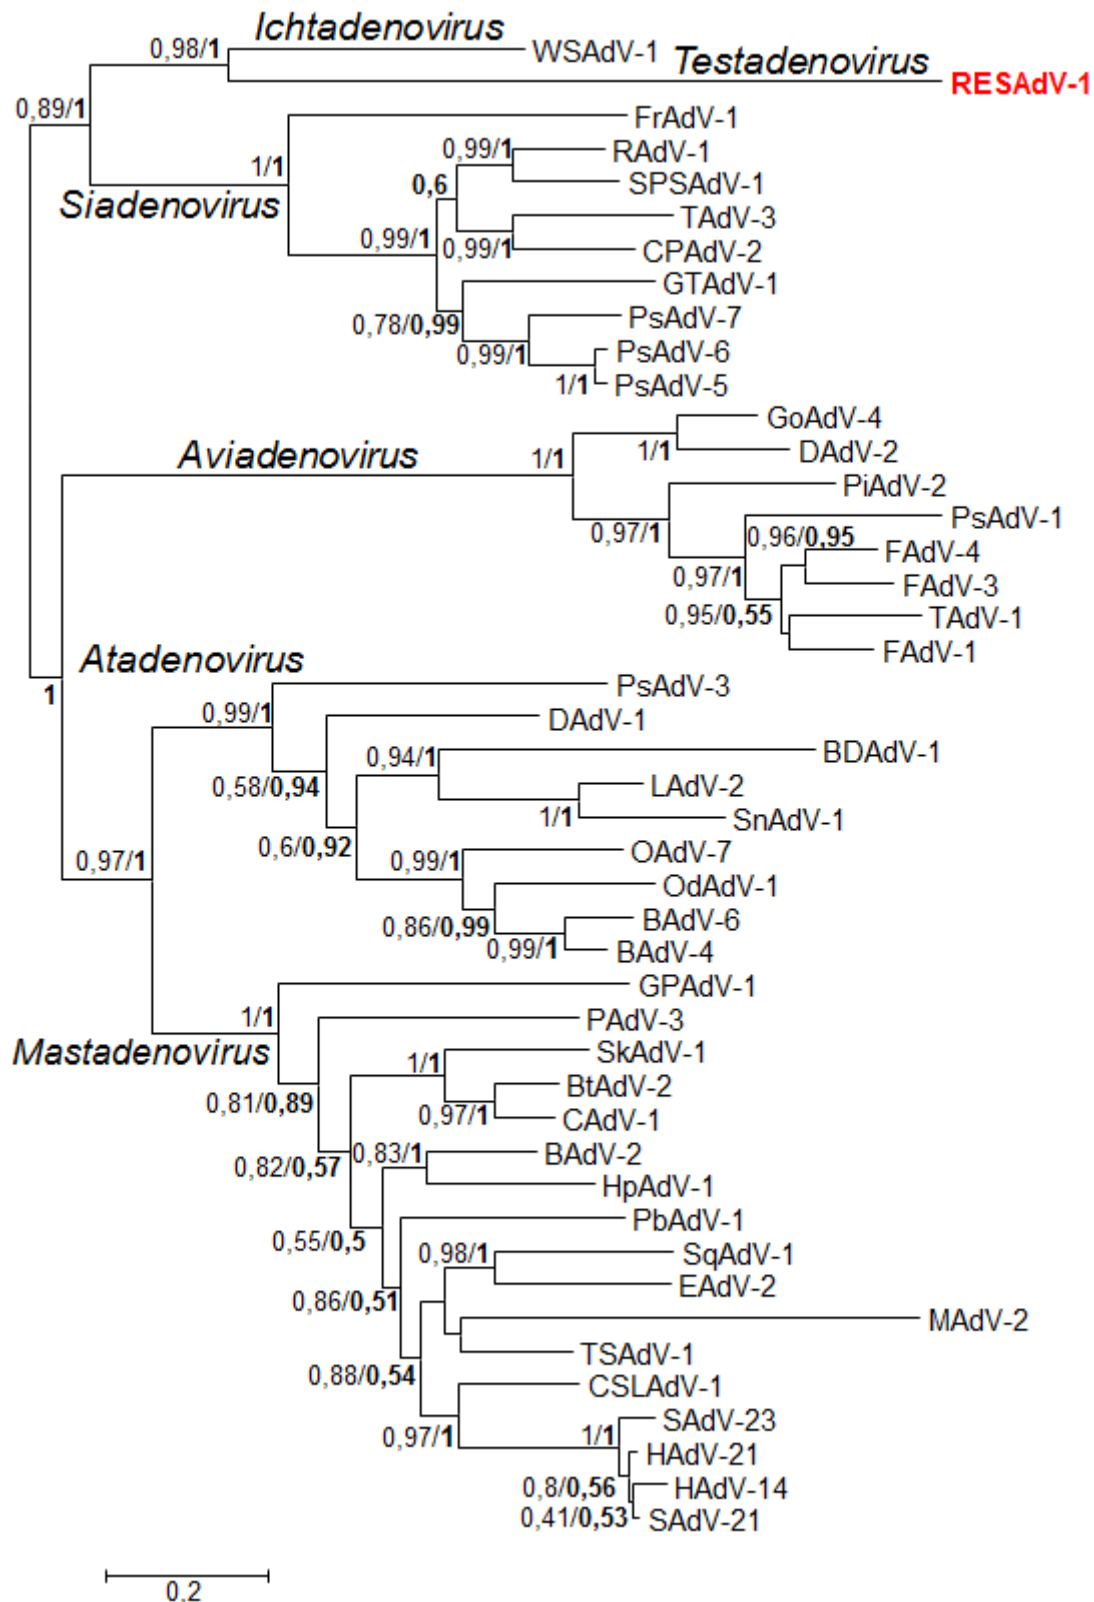 Ichtadenovirus
0,98/1
WSAdV-1
Testadenovirus
RESAdV-1
0,89/1
FrAdV-1
0,99/1
RAdV-1
1/1
0,6
SPSAdV-1
Siadenovirus
TAdV-3
0,99/1
0,99/1
CPAdV-2
GTAdV-1
PsAdV-7
0,78/0,99
0,99/1
PsAdV-6
1/1
PsAdV-5
GoAdV-4
Aviadenovirus
1/1
1/1
DAdV-2
PiAdV-2
PsAdV-1
0,97/1
0,96/0,95
FAdV-4
0,97/1
FAdV-3
0,95/0,55
TAdV-1
FAdV-1
Atadenovirus
1
PsAdV-3
0,99/1
DAdV-1
0,94/1
BDAdV-1
0,58/0,94
LAdV-2
1/1
SnAdV-1
0,6/0,92
0,97/1
0,99/1
OAdV-7
OdAdV-1
0,86/0,99
BAdV-6
0,99/1
BAdV-4
GPAdV-1
1/1
PAdV-3
Mastadenovirus
1/1
SkAdV-1
BtAdV-2
0,81/0,89
0,97/1
CAdV-1
0,83/1
BAdV-2
0,82/0,57
HpAdV-1
PbAdV-1
0,55/0,5
0,98/1
SqAdV-1
EAdV-2
0,86/0,51
MAdV-2
TSAdV-1
0,88/0,54
CSLAdV-1
SAdV-23
0,97/1
1/1
HAdV-21
0,8/0,56
HAdV-14
0,41/0,53
SAdV-21
0.2